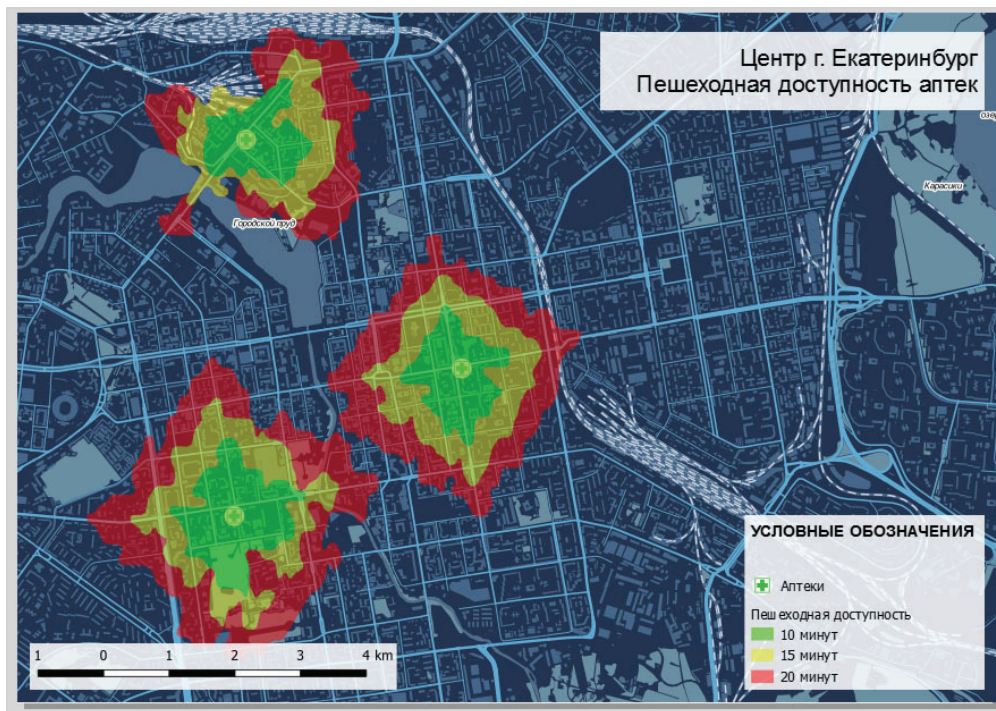 Центр г. Екатеринбург
Пешеходная доступность аптек
озер
Карасики
Городской пруд
УСЛОВНЫЕ ОБОЗНАЧЕНИЯ
Аптеки
Пешеходная доступность
10 минут
15 минут
20 минут
1 0 1 2 3 4 km